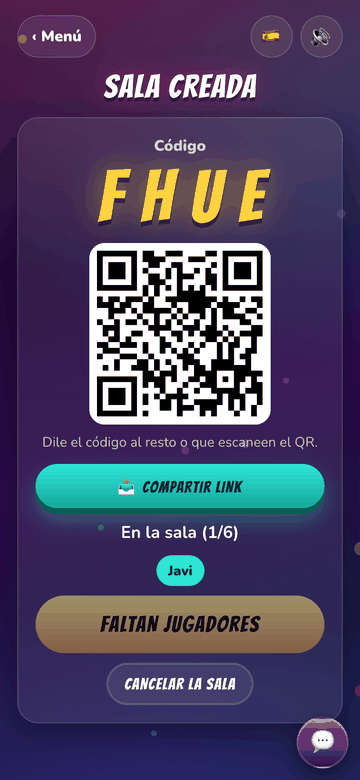 ‹ Menú
SALA CREADA
Código
FHUE
Dile el código al resto o que escaneen el QR.
COMPARTIR LINK
En la sala (1/6)
Javi
FALTAN JUGADORES
CANCELAR LA SALA